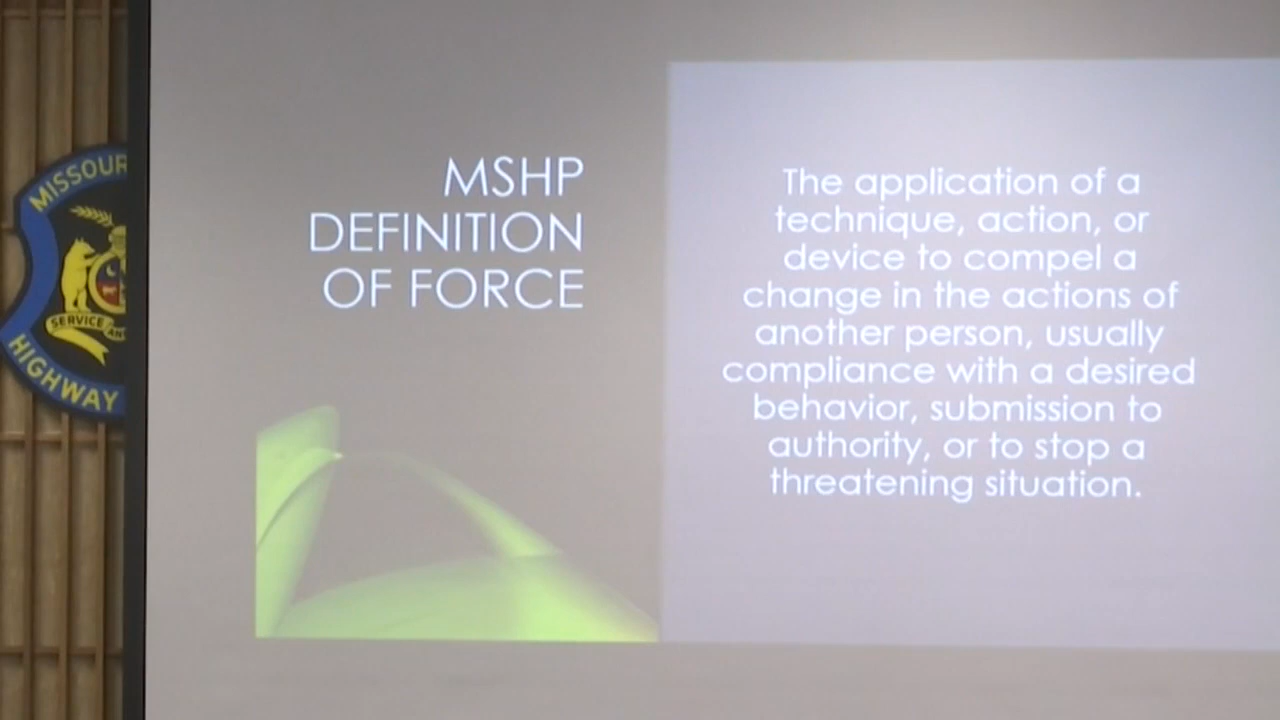 MISSOUR
SERVICE AN
HIGHWAY
MSHP
DEFINITION
OF FORCE
The application of a
technique, action, or
device to compel a
change in the actions of
another person, usually
compliance with a desired
behavior, submission to
authority, or to stop a
threatening situation.